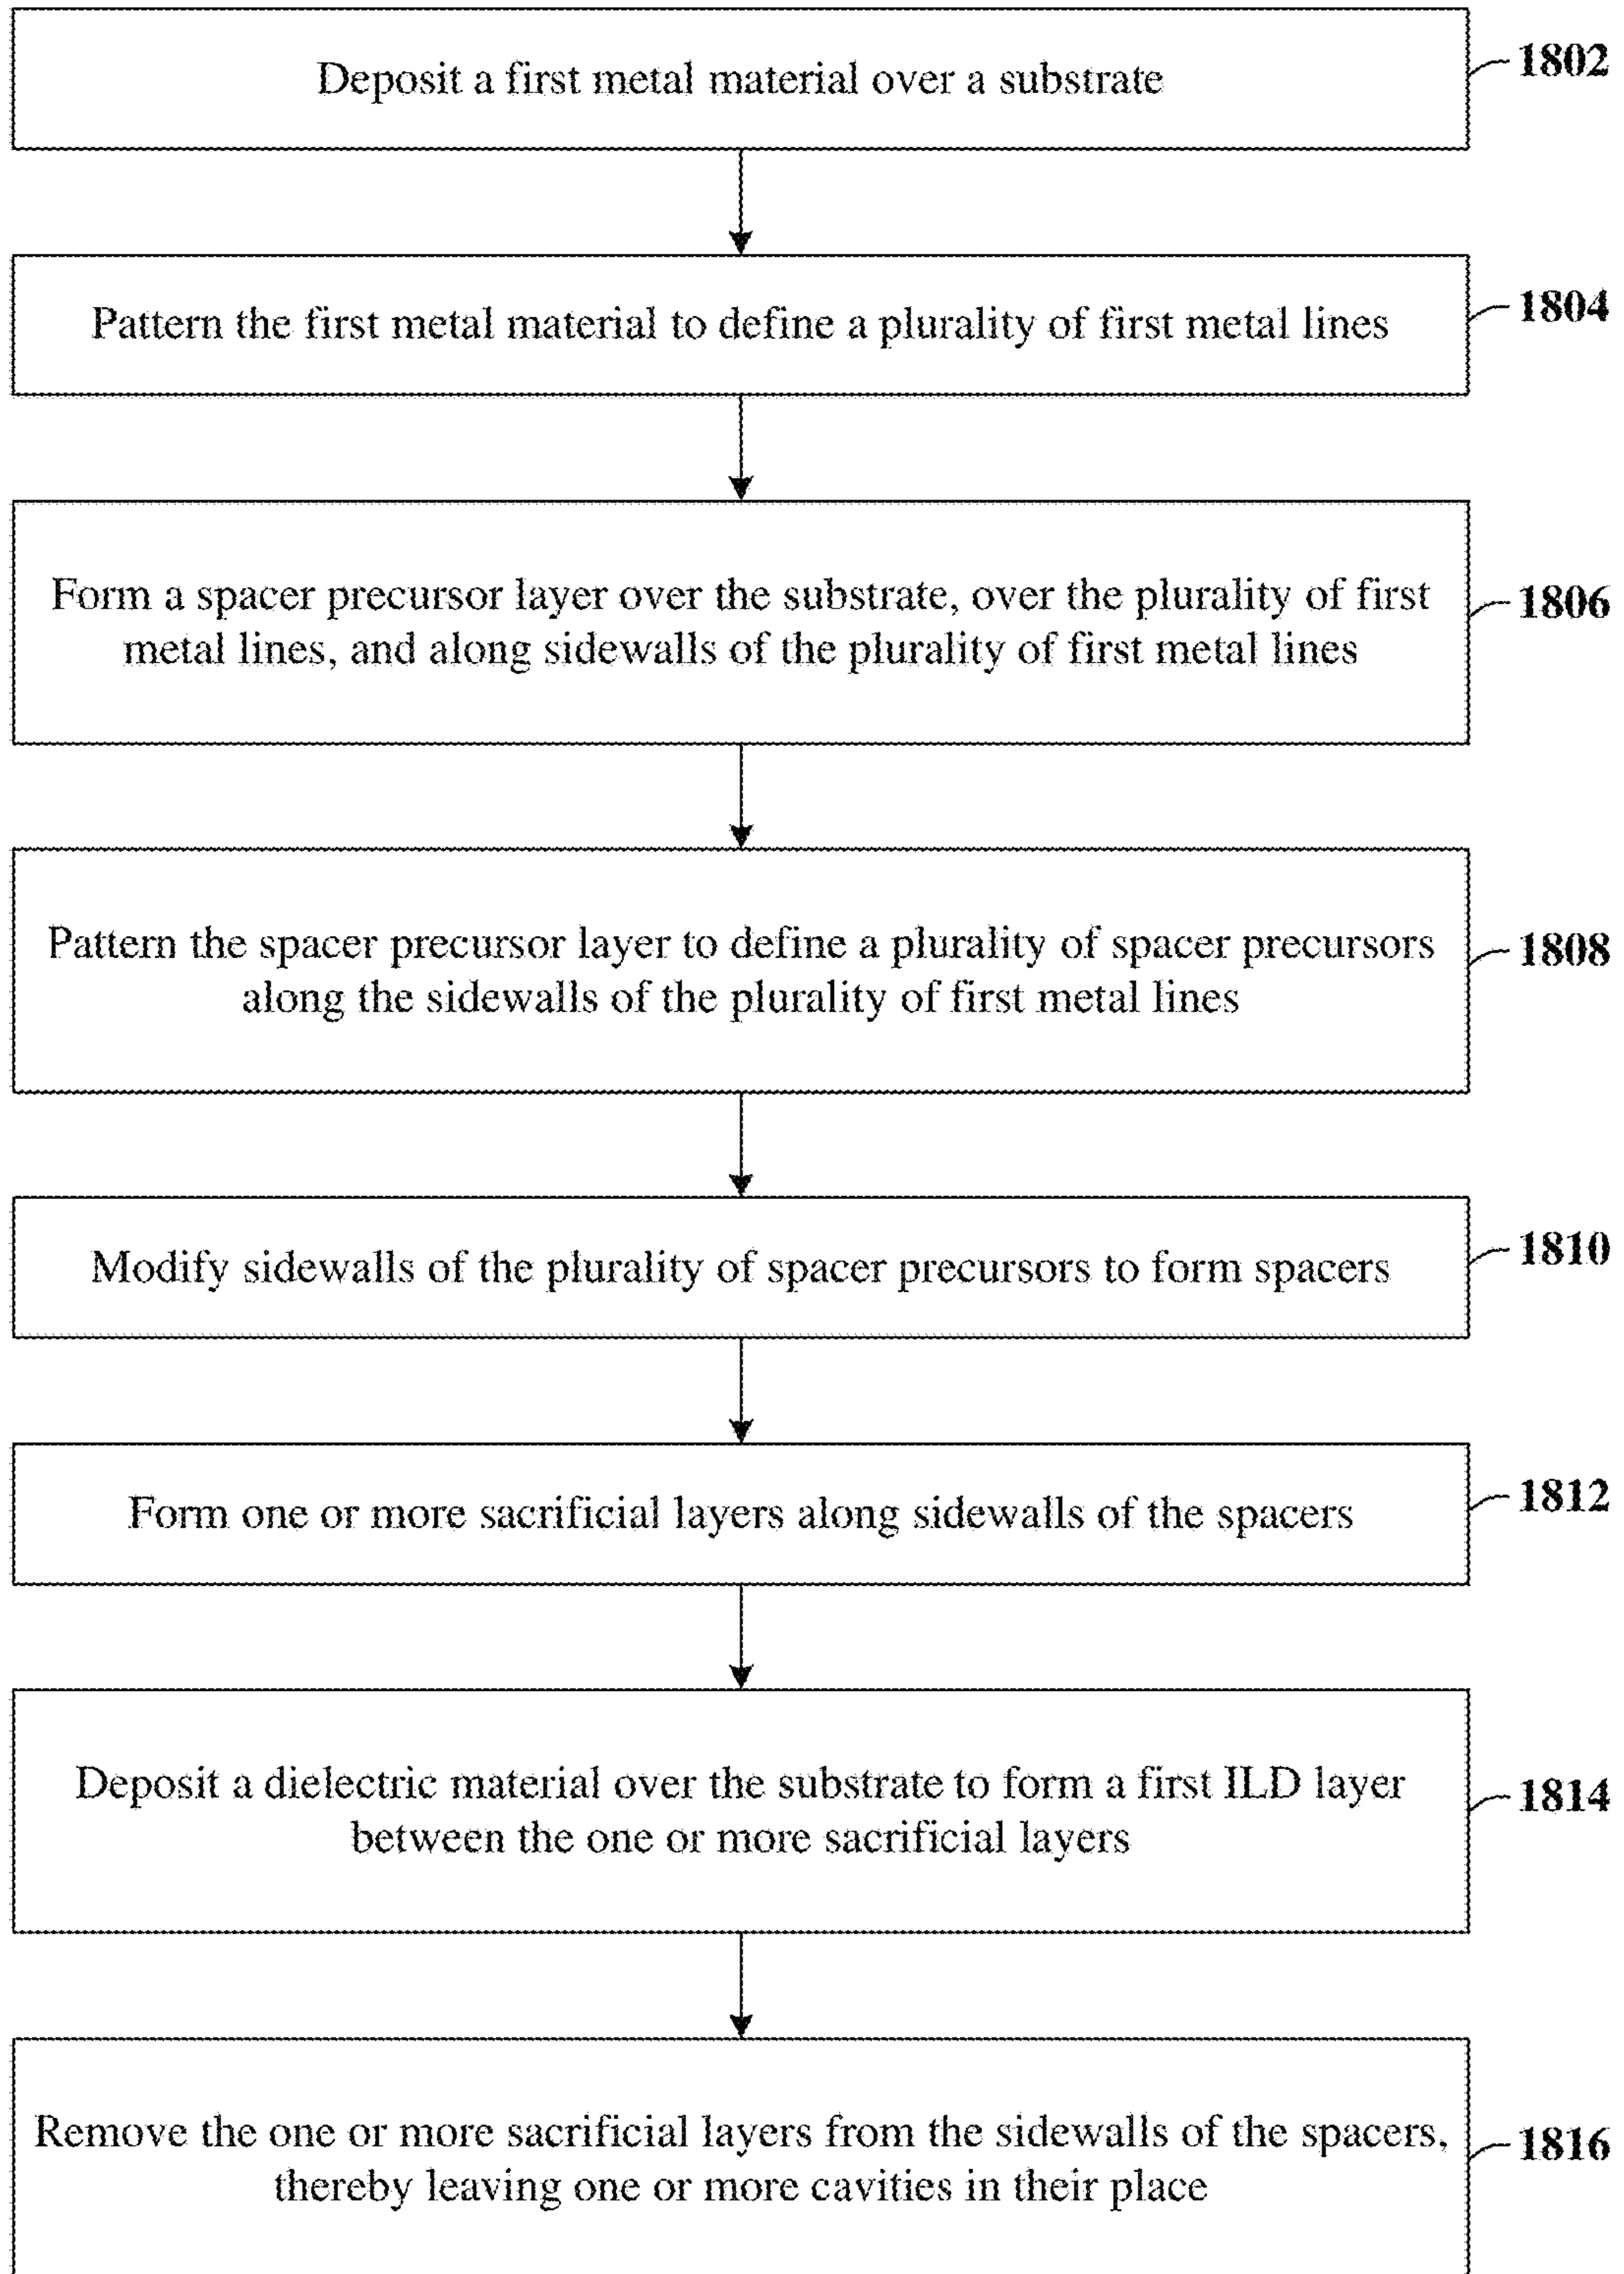 Deposit a first metal material over a substrate
1802
Pattern the first metal material to define a plurality of first metal lines
1804
Form a spacer precursor layer over the substrate, over the plurality of first
metal lines, and along sidewalls of the plurality of first metal lines
1806
Pattern the spacer precursor layer to define a plurality of spacer precursors
along the sidewalls of the plurality of first metal lines
1808
Modify sidewalls of the plurality of spacer precursors to form spacers
1810
Form one or more sacrificial layers along sidewalls of the spacers
1812
Deposit a dielectric material over the substrate to form a first ILD layer
between the one or more sacrificial layers
1814
Remove the one or more sacrificial layers from the sidewalls of the spacers,
thereby leaving one or more cavities in their place
1816